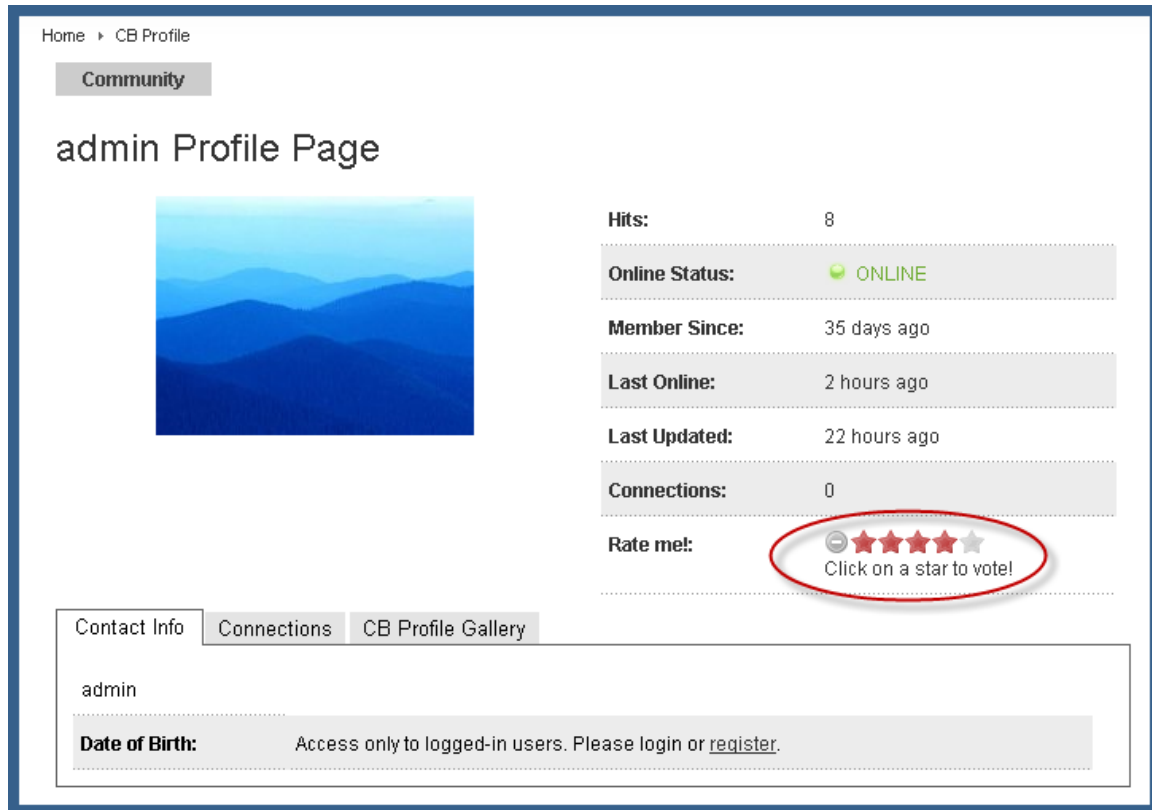 Home ▸ CB Profile
Community
admin Profile Page
Hits: 8
Online Status: ONLINE
Member Since: 35 days ago
Last Online: 2 hours ago
Last Updated: 22 hours ago
Connections: 0
Rate me!:
Click on a star to vote!
Contact Info Connections CB Profile Gallery
admin
Date of Birth: Access only to logged-in users. Please login or register.